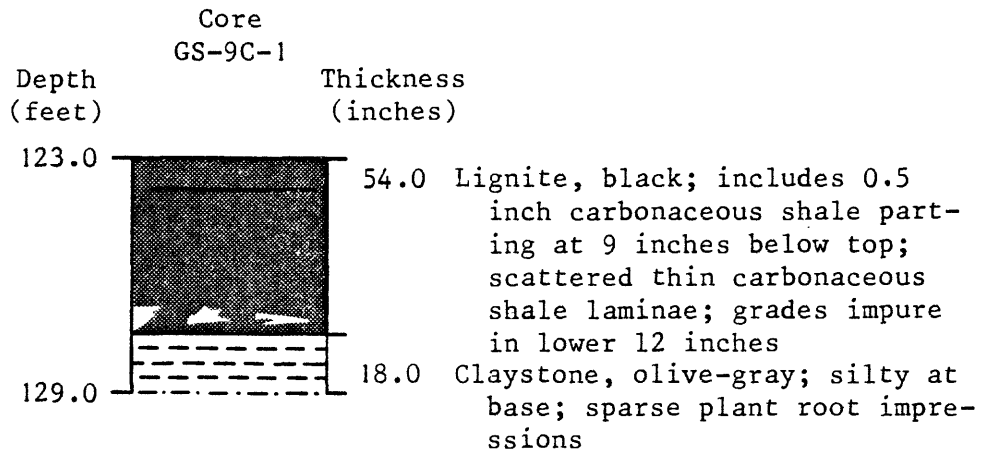 Core
GS-9C-1
Depth
(feet)
Thickness
(inches)
123.0
54.0 Lignite, black; includes 0.5
inch carbonaceous shale part-
ing at 9 inches below top;
scattered thin carbonaceous
shale laminae; grades impure
in lower 12 inches
129.0
18.0 Claystone, olive-gray; silty at
base; sparse plant root impre-
ssions